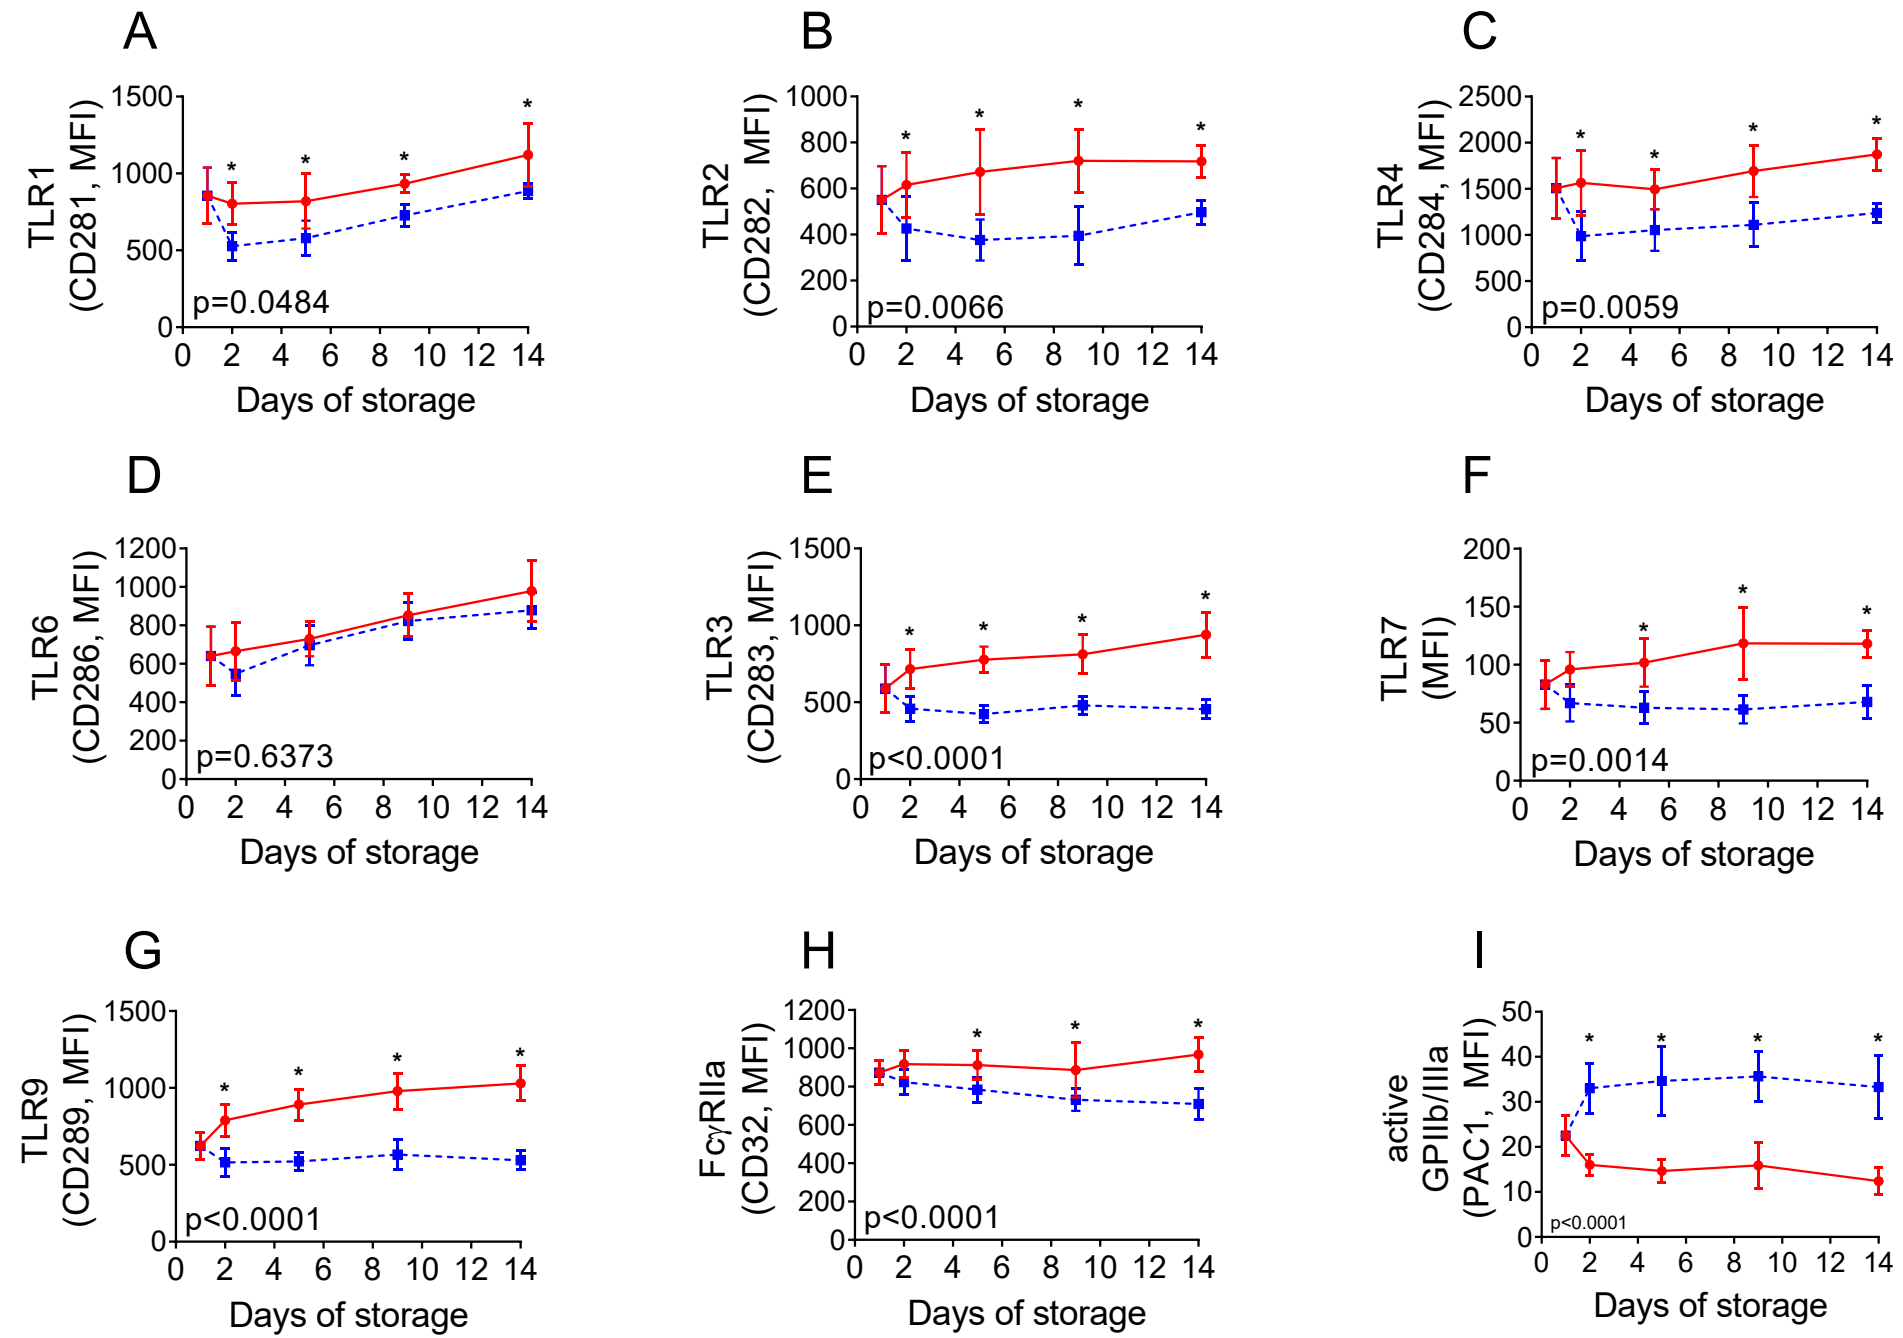 A
TLR1
(CD281, MFI)
1500
1000
500
0
* * * *
p=0.0484
0 2 4 6 8 10 12 14
Days of storage
B
TLR2
(CD282, MFI)
1000
800
600
400
200
0
* * * *
p=0.0066
0 2 4 6 8 10 12 14
Days of storage
C
TLR4
(CD284, MFI)
2500
2000
1500
1000
500
0
* * * *
p=0.0059
0 2 4 6 8 10 12 14
Days of storage
D
TLR6
(CD286, MFI)
1200
1000
800
600
400
200
0
p=0.6373
0 2 4 6 8 10 12 14
Days of storage
E
TLR3
(CD283, MFI)
1500
1000
500
0
* * * *
p<0.0001
0 2 4 6 8 10 12 14
Days of storage
F
TLR7
(MFI)
200
150
100
50
0
* * *
p=0.0014
0 2 4 6 8 10 12 14
Days of storage
G
TLR9
(CD289, MFI)
1500
1000
500
0
* * * *
p<0.0001
0 2 4 6 8 10 12 14
Days of storage
H
FcγRIIa
(CD32, MFI)
1200
1000
800
600
400
200
0
* * *
p<0.0001
0 2 4 6 8 10 12 14
Days of storage
I
active
GPIIb/IIIa
(PAC1, MFI)
50
40
30
20
10
0
* * * *
p<0.0001
0 2 4 6 8 10 12 14
Days of storage